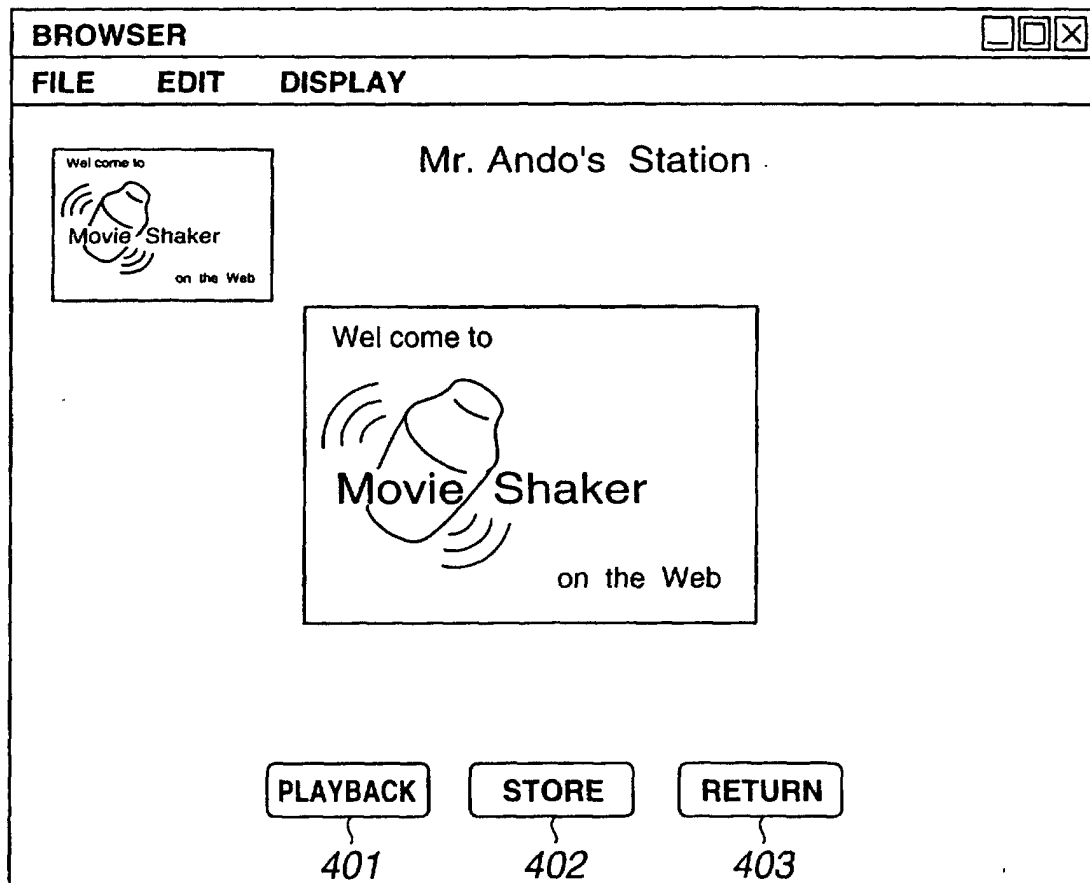 BROWSER
FILE EDIT DISPLAY
Mr. Ando's Station
Wel come to
Movie Shaker
on the Web
Wel come to
Movie Shaker
on the Web
PLAYBACK STORE RETURN
401 402 403